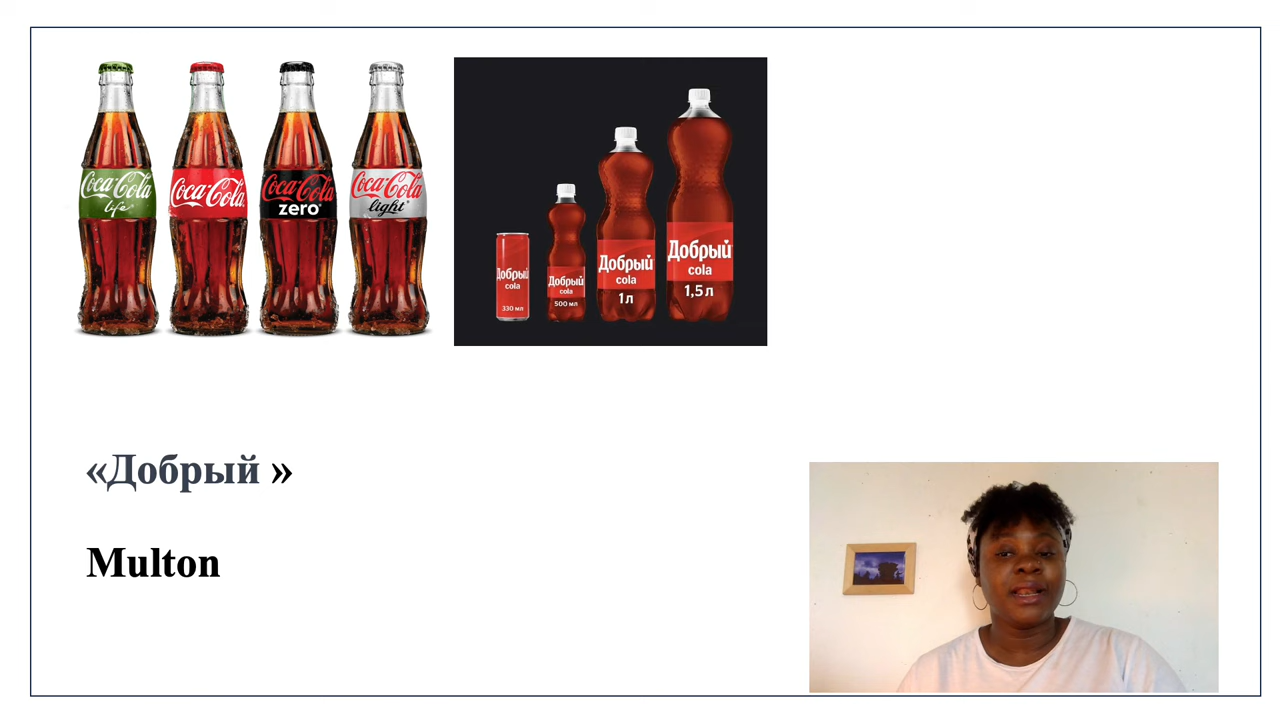 Coca-Cola
life
Coca-Cola
Coca-Cola
zero
Coca-Cola
light
Добрый
cola
330 мл
Добрый
cola
500 мл
Добрый
cola
1 л
Добрый
cola
1,5 л
«Добрый »
Multon